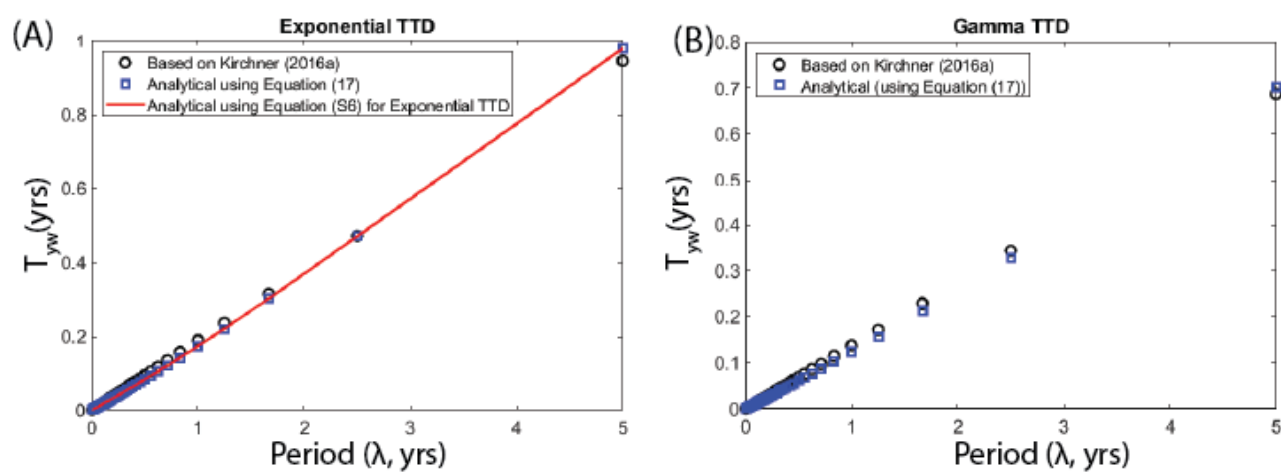 (A)
Exponential TTD
Based on Kirchner (2016a)
Analytical using Equation (17)
Analytical using Equation (S6) for Exponential TTD
1
0.8
0.6
0.4
0.2
0
T_yw(yrs)
0 1 2 3 4 5
Period (λ, yrs)
(B)
Gamma TTD
Based on Kirchner (2016a)
Analytical (using Equation (17))
0.8
0.7
0.6
0.5
0.4
0.3
0.2
0.1
0
T_yw(yrs)
0 1 2 3 4 5
Period (λ, yrs)